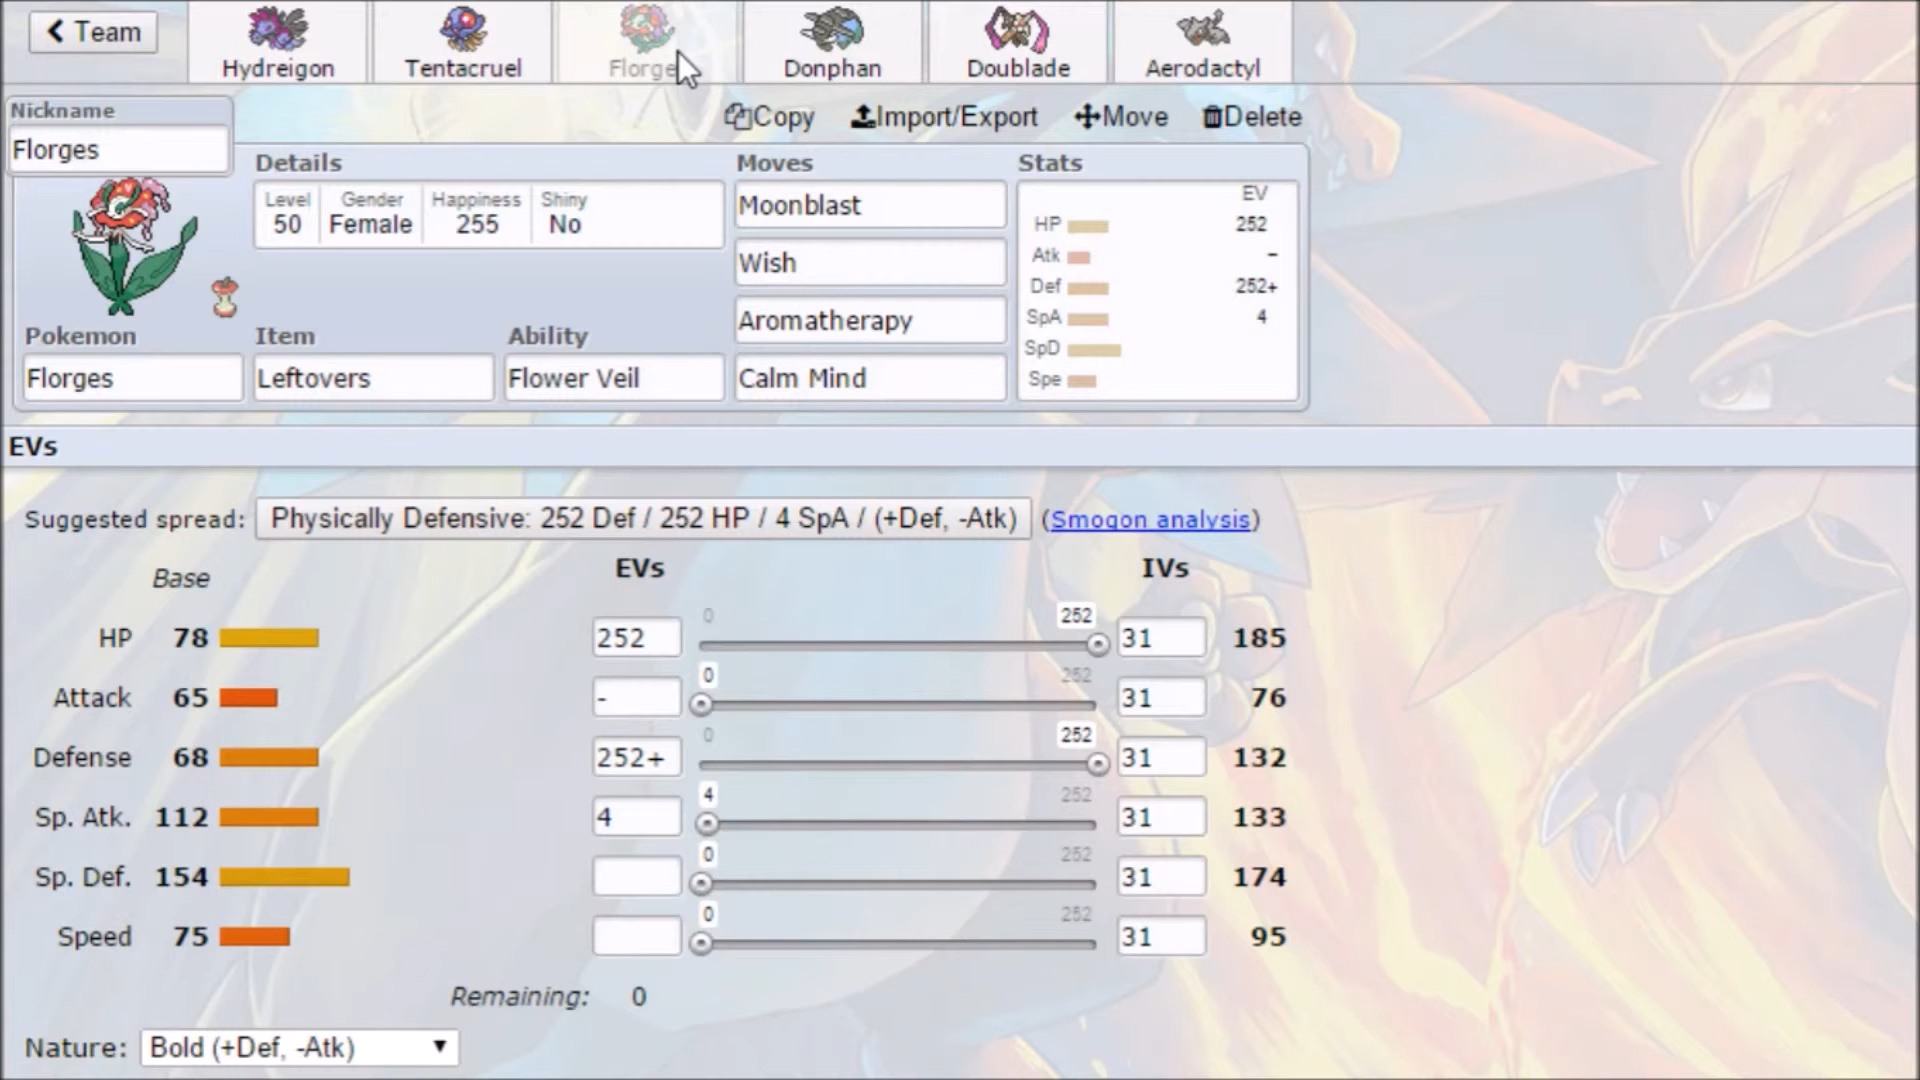 Team
Hydreigon
Tentacruel
Florge
Donphan
Doublade
Aerodactyl
Copy
Import/Export
Move
Delete
Nickname
Florges
Details
Level
50
Gender
Female
Happiness
255
Shiny
No
Pokemon
Florges
Item
Leftovers
Ability
Flower Veil
Moves
Moonblast
Wish
Aromatherapy
Calm Mind
Stats
EV
HP 252
Atk -
Def 252+
SpA 4
SpD
Spe
EVs
Suggested spread: Physically Defensive: 252 Def / 252 HP / 4 SpA / (+Def, -Atk) (Smogon analysis)
Base EVs IVs
0 252
HP 78 252 31 185
0 252
Attack 65 - 31 76
0 252
Defense 68 252+ 31 132
4 252
Sp. Atk. 112 4 31 133
0 252
Sp. Def. 154 31 174
0 252
Speed 75 31 95
Remaining: 0
Nature: Bold (+Def, -Atk)